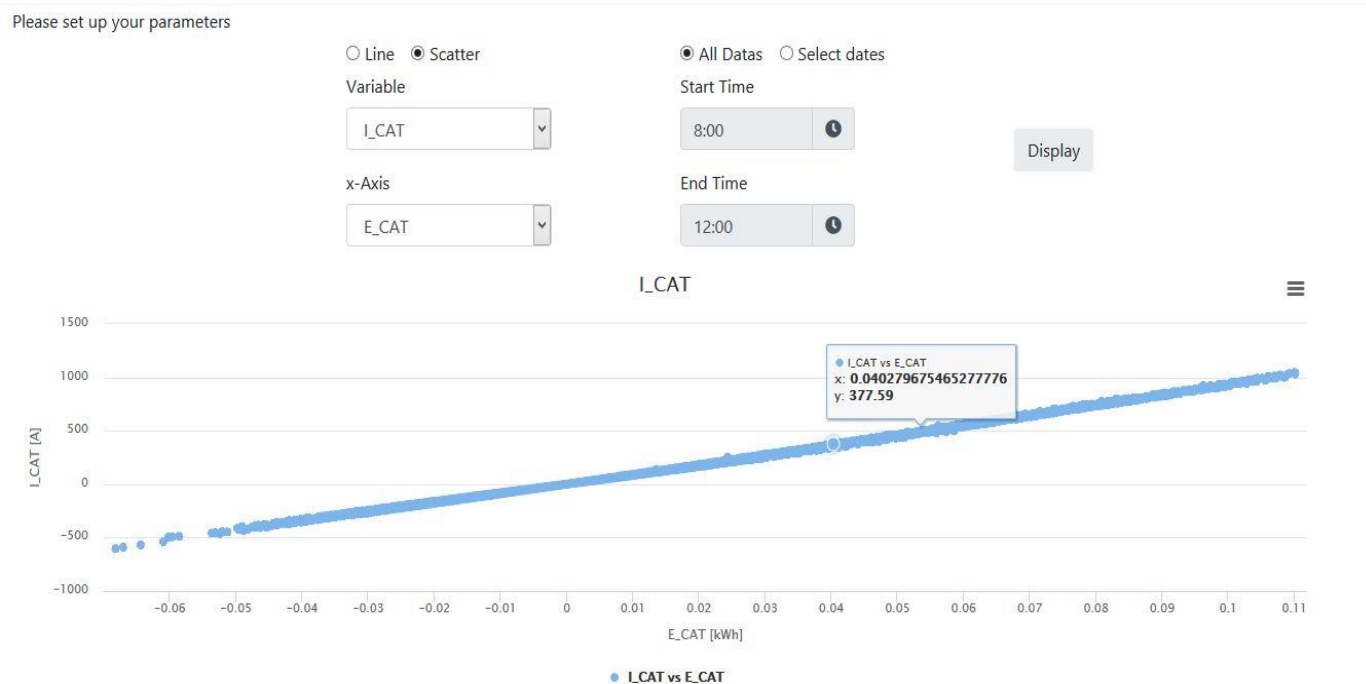 Please set up your parameters
Line Scatter
All Datas Select dates
Variable
I_CAT
Start Time
8:00
Display
x-Axis
E_CAT
End Time
12:00
I_CAT
1500
1000
500
0
−500
−1000
I_CAT [A]
I_CAT vs E_CAT
x: 0.040279675465277776
y: 377.59
−0.06 −0.05 −0.04 −0.03 −0.02 −0.01 0 0.01 0.02 0.03 0.04 0.05 0.06 0.07 0.08 0.09 0.1 0.11
E_CAT [kWh]
I_CAT vs E_CAT